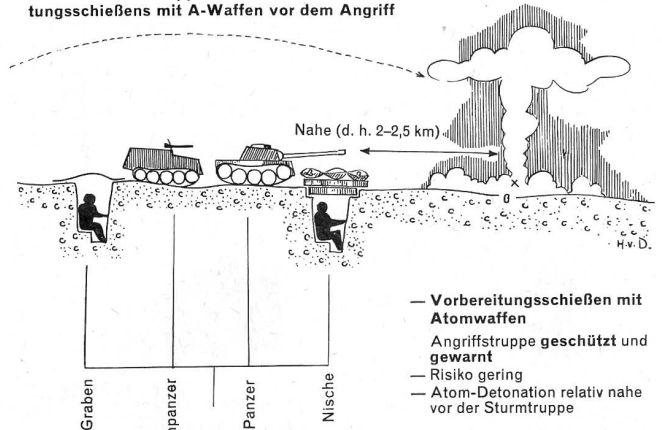 tungsschießens mit A-Waffen vor dem Angriff
Nahe (d. h. 2–2,5 km)
H.v.D.
— Vorbereitungsschießen mit
Atomwaffen
Angriffstruppe geschützt und
gewarnt
— Risiko gering
— Atom-Detonation relativ nahe
vor der Sturmtruppe
Graben
npanzer
Panzer
Nische